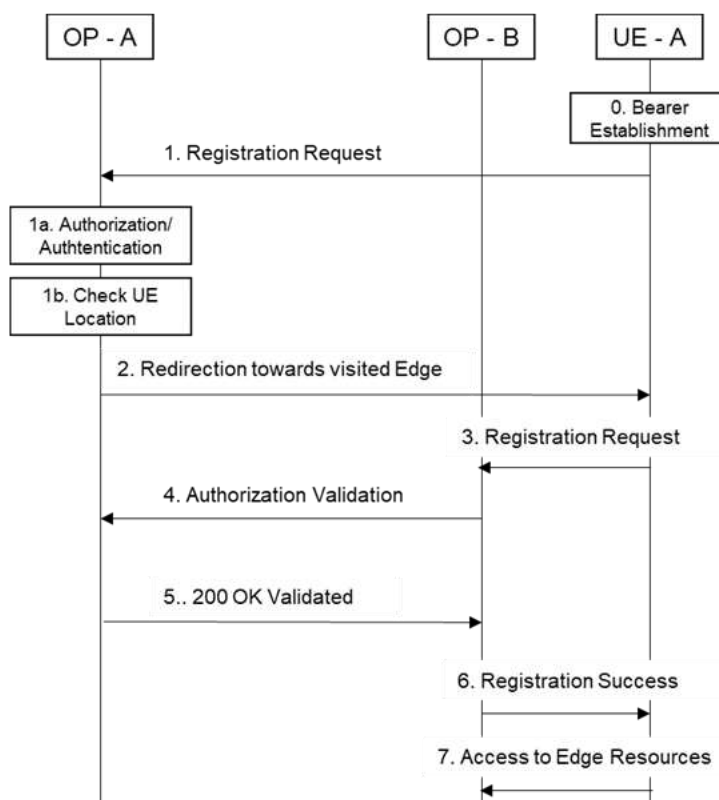 OP - A
OP - B
UE - A
0. Bearer
Establishment
1. Registration Request
1a. Authorization/
Authtentication
1b. Check UE
Location
2. Redirection towards visited Edge
3. Registration Request
4. Authorization Validation
5.. 200 OK Validated
6. Registration Success
7. Access to Edge Resources